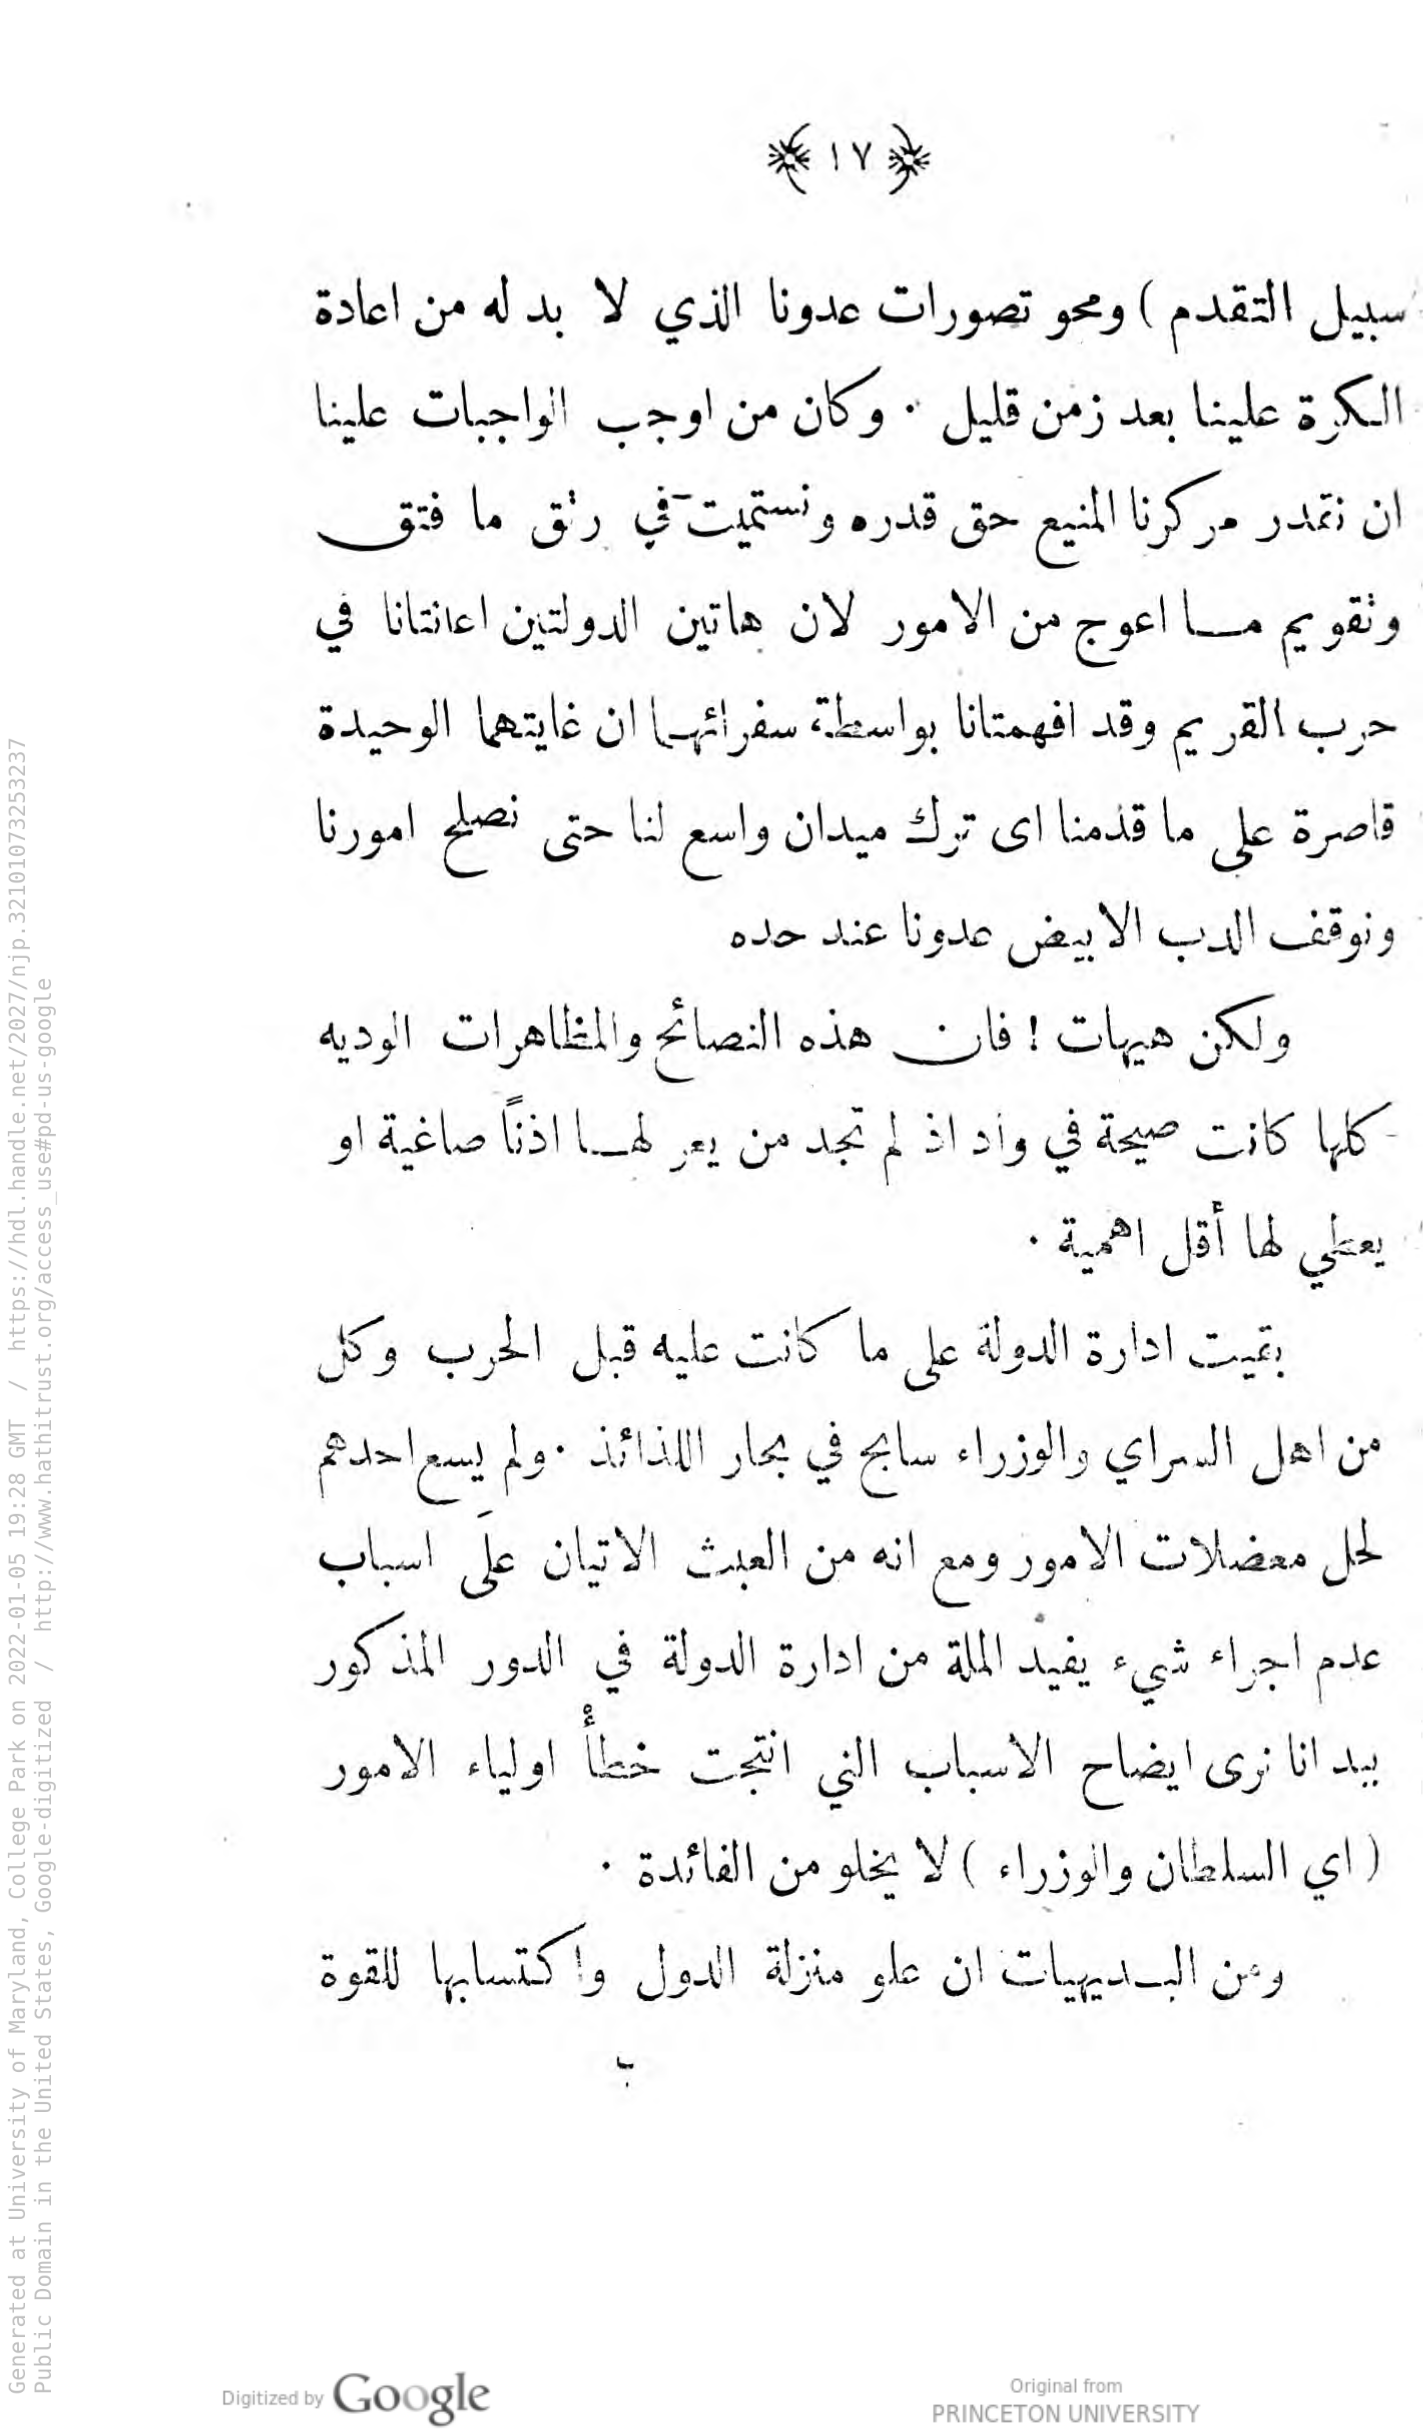 ﴿ ١٧ ﴾
سبيل التقدم ) ومحو تصورات عدونا الذي لا بد له من اعادة
الكرة علينا بعد زمن قليل ٠ وكان من اوجب الواجبات علينا
ان نقدر مركزنا المنيع حق قدره ونستميت في رتق ما فتق
وتقويم ما اعوج من الامور لان هاتين الدولتين اعانتانا في
حرب القريم وقد افهمتانا بواسطة سفرائهما ان غايتهما الوحيدة
قاصرة على ما قدمنا اى ترك ميدان واسع لنا حتى نصلح امورنا
ونوقف الدب الابيض عدونا عند حده
ولكن هيهات ! فان هذه النصائح والمظاهرات الوديه
كلها كانت صيحة في واد اذ لم تجد من يعر لها اذنًا صاغية او
يعطي لها أقل اهمية ٠
بقيت ادارة الدولة على ما كانت عليه قبل الحرب وكل
من اهل السراي والوزراء سابح في بحار اللذائذ ٠ ولم يسع احدهم
لحل معضلات الامور ومع انه من العبث الاتيان علَى اسباب
عدم اجراء شيء يفيد الملة من ادارة الدولة في الدور المذكور
بيد انا نرى ايضاح الاسباب التي انتجت خطأ اولياء الامور
( اي السلطان والوزراء ) لا يخلو من الفائدة ٠
ومن البديهيات ان علو منزلة الدول واكتسابها للقوة
ب
Generated at University of Maryland, College Park on 2022-01-05 19:28 GMT / https://hdl.handle.net/2027/njp.32101073253237
Public Domain in the United States, Google-digitized / http://www.hathitrust.org/access_use#pd-us-google
Digitized by Google
Original from
PRINCETON UNIVERSITY